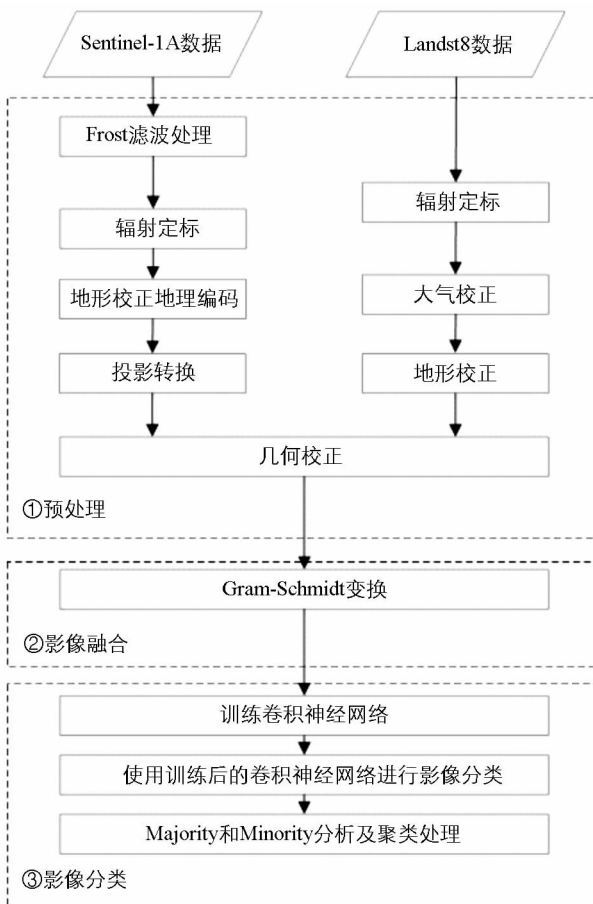 Sentinel-1A数据
Landst8数据
Frost滤波处理
辐射定标
地形校正地理编码
投影转换
辐射定标
大气校正
地形校正
几何校正
①预处理
Gram-Schmidt变换
②影像融合
训练卷积神经网络
使用训练后的卷积神经网络进行影像分类
Majority和Minority分析及聚类处理
③影像分类